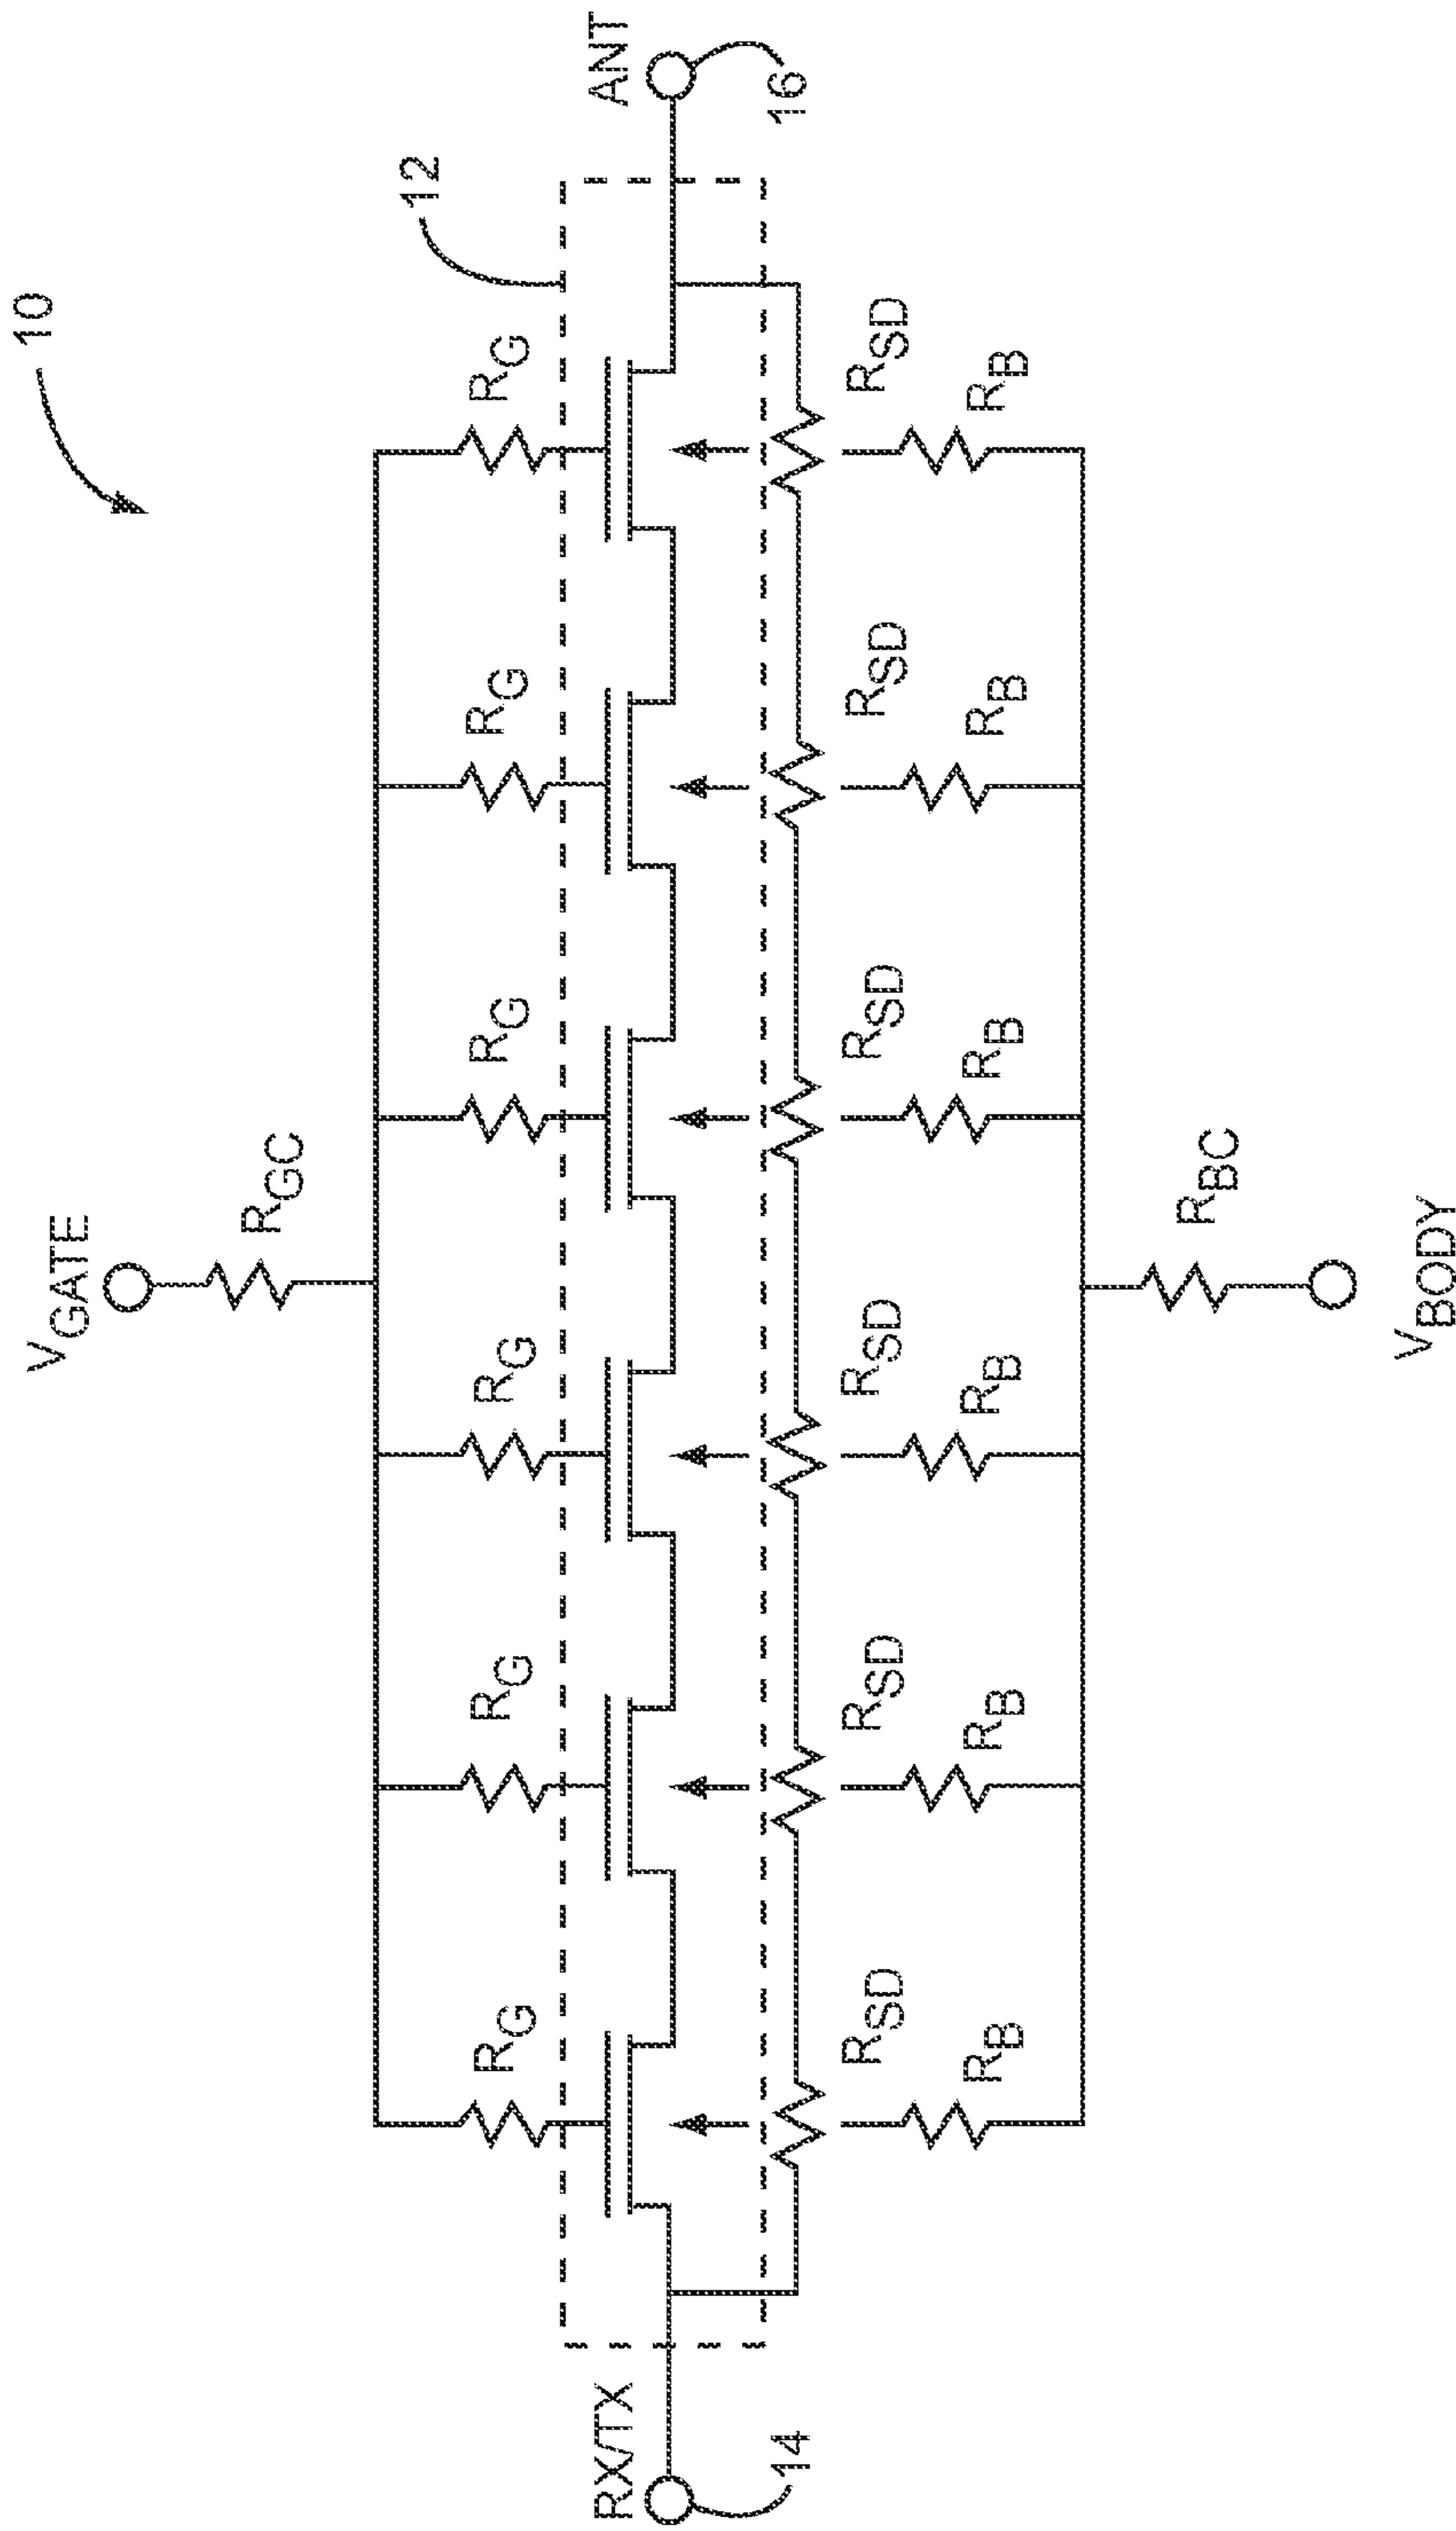 10
V_GATE
R_GC
12
R_G R_G R_G R_G R_G R_G
RX/TX
ANT
14
16
R_SD R_SD R_SD R_SD R_SD R_SD
R_B R_B R_B R_B R_B R_B
R_BC
V_BODY